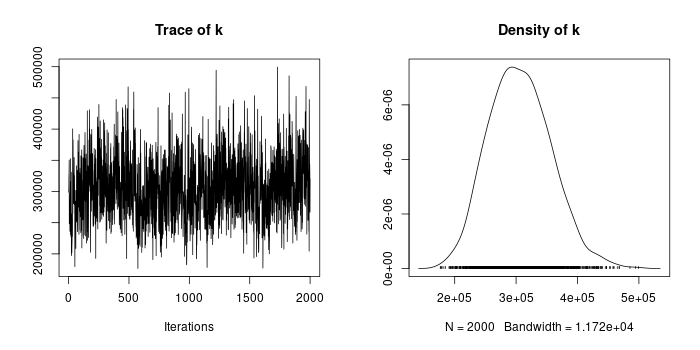 Trace of k
500000
400000
300000
200000
0
500
1000
1500
2000
Iterations
Density of k
6e-06
4e-06
2e-06
0e+00
2e+05
3e+05
4e+05
5e+05
N = 2000 Bandwidth = 1.172e+04